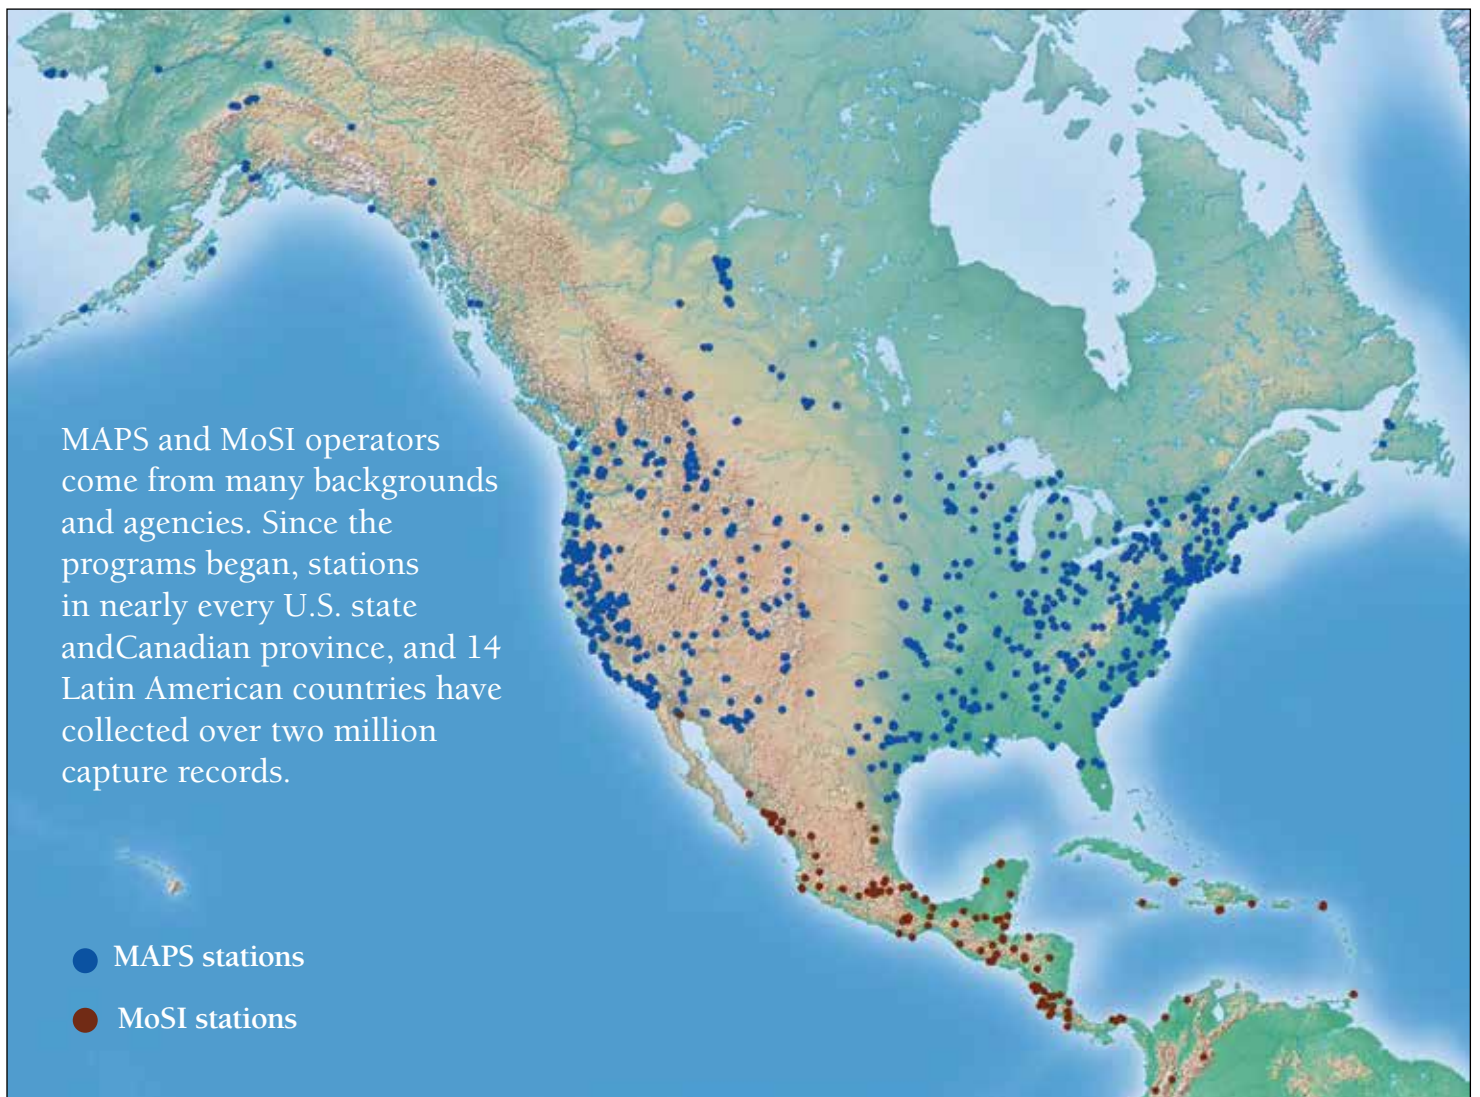 MAPS and MoSI operators
come from many backgrounds
and agencies. Since the
programs began, stations
in nearly every U.S. state
andCanadian province, and 14
Latin American countries have
collected over two million
capture records.
MAPS stations
MoSI stations